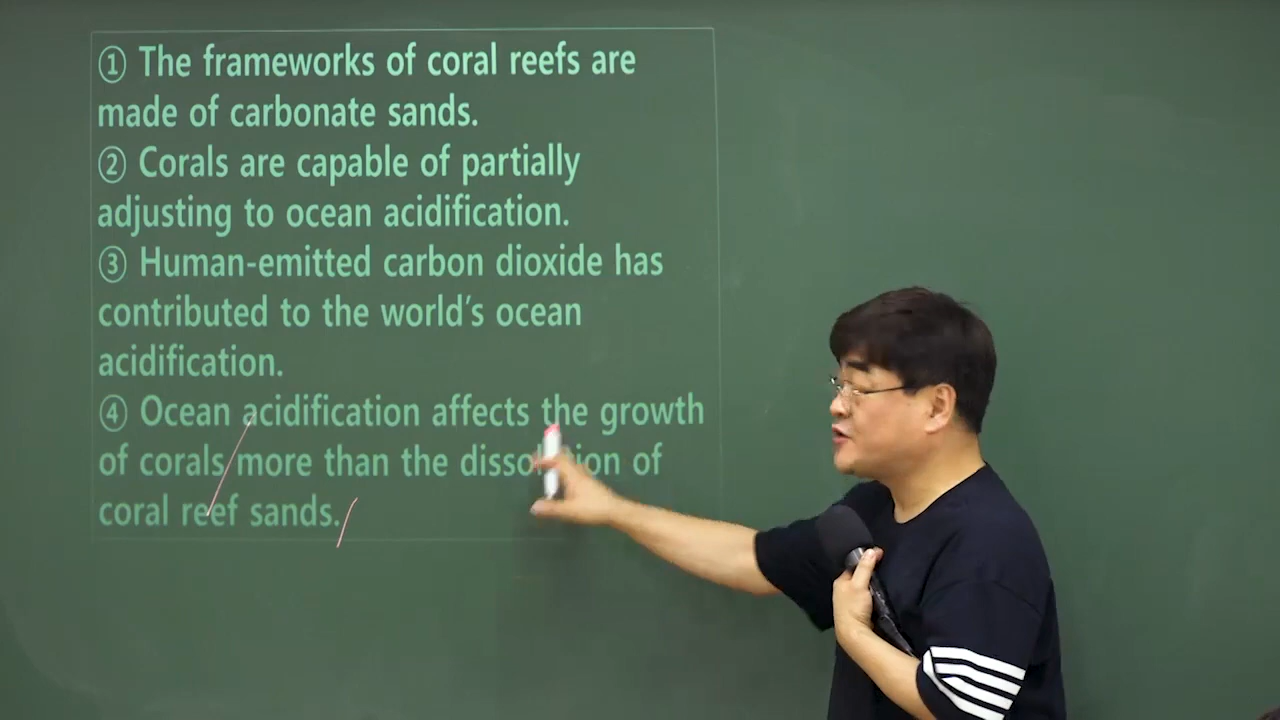 ① The frameworks of coral reefs are
made of carbonate sands.
② Corals are capable of partially
adjusting to ocean acidification.
③ Human-emitted carbon dioxide has
contributed to the world's ocean
acidification.
④ Ocean acidification affects the growth
of corals more than the dissolution of
coral reef sands.